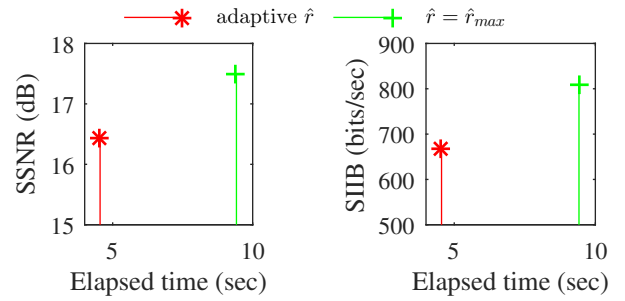 adaptive r̂ r̂ = r̂max
18
17
16
15
SSNR (dB)
5 10
Elapsed time (sec)
900
800
700
600
500
SIIB (bits/sec)
5 10
Elapsed time (sec)